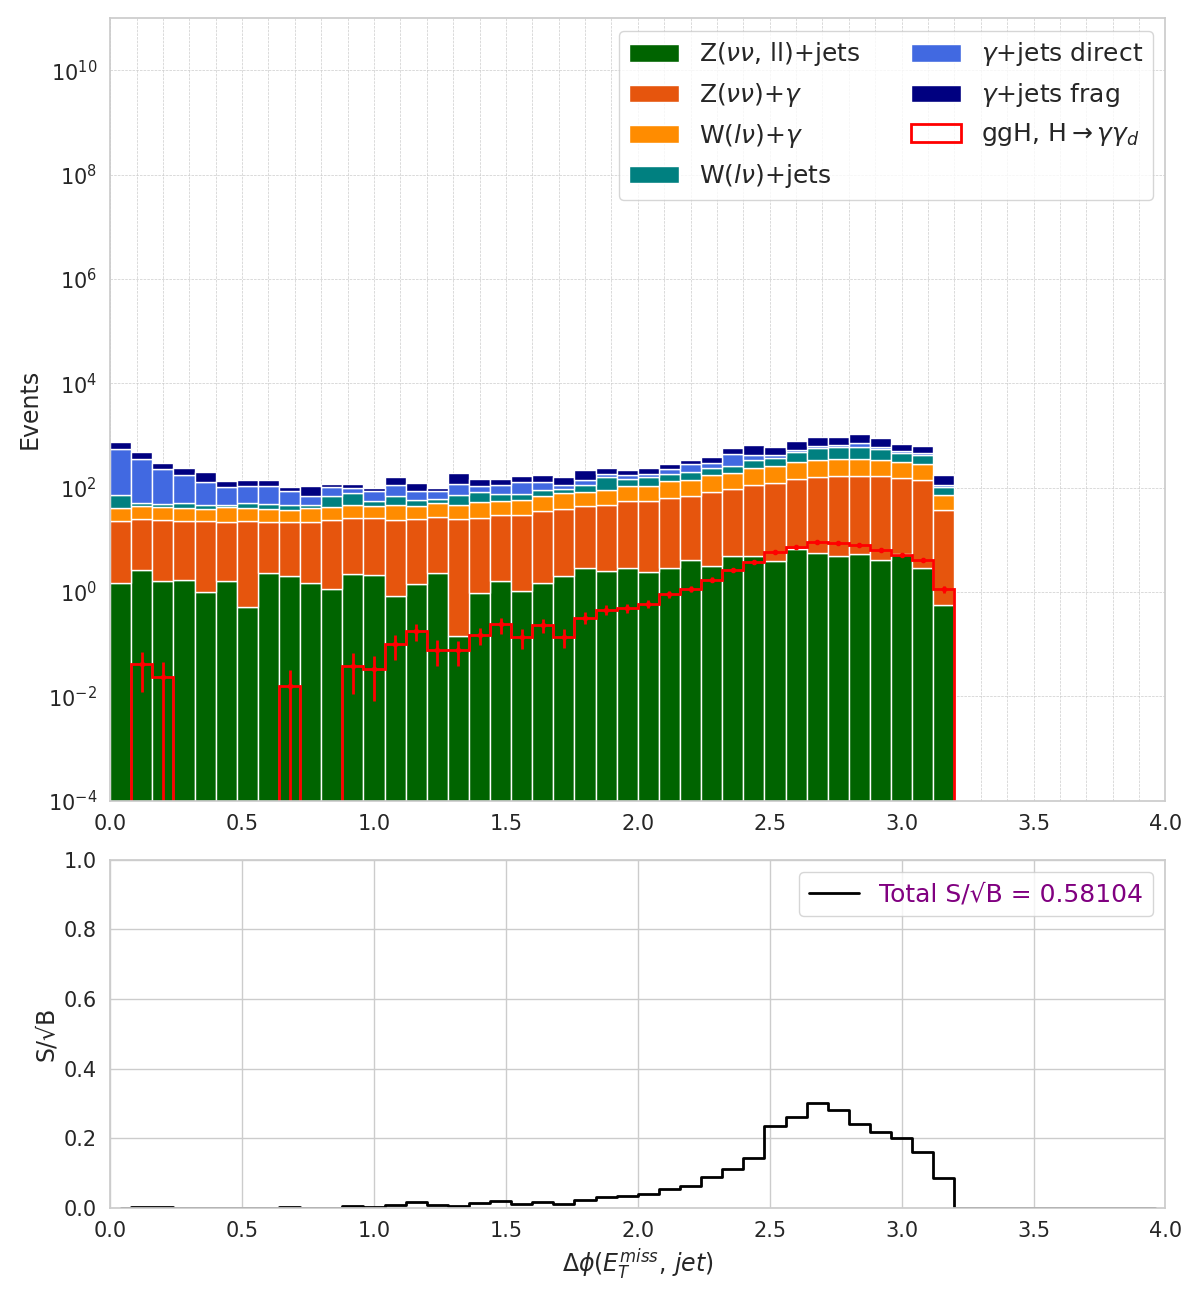 Z(νν, ll)+jets
Z(νν)+γ
W(lν)+γ
W(lν)+jets
γ+jets direct
γ+jets frag
ggH, H→γγ_d
Events
10^10
10^8
10^6
10^4
10^2
10^0
10^−2
10^−4
0.0 0.5 1.0 1.5 2.0 2.5 3.0 3.5 4.0
Total S/√B = 0.58104
S/√B
1.0
0.8
0.6
0.4
0.2
0.0
0.0 0.5 1.0 1.5 2.0 2.5 3.0 3.5 4.0
Δϕ(E_T^miss, jet)